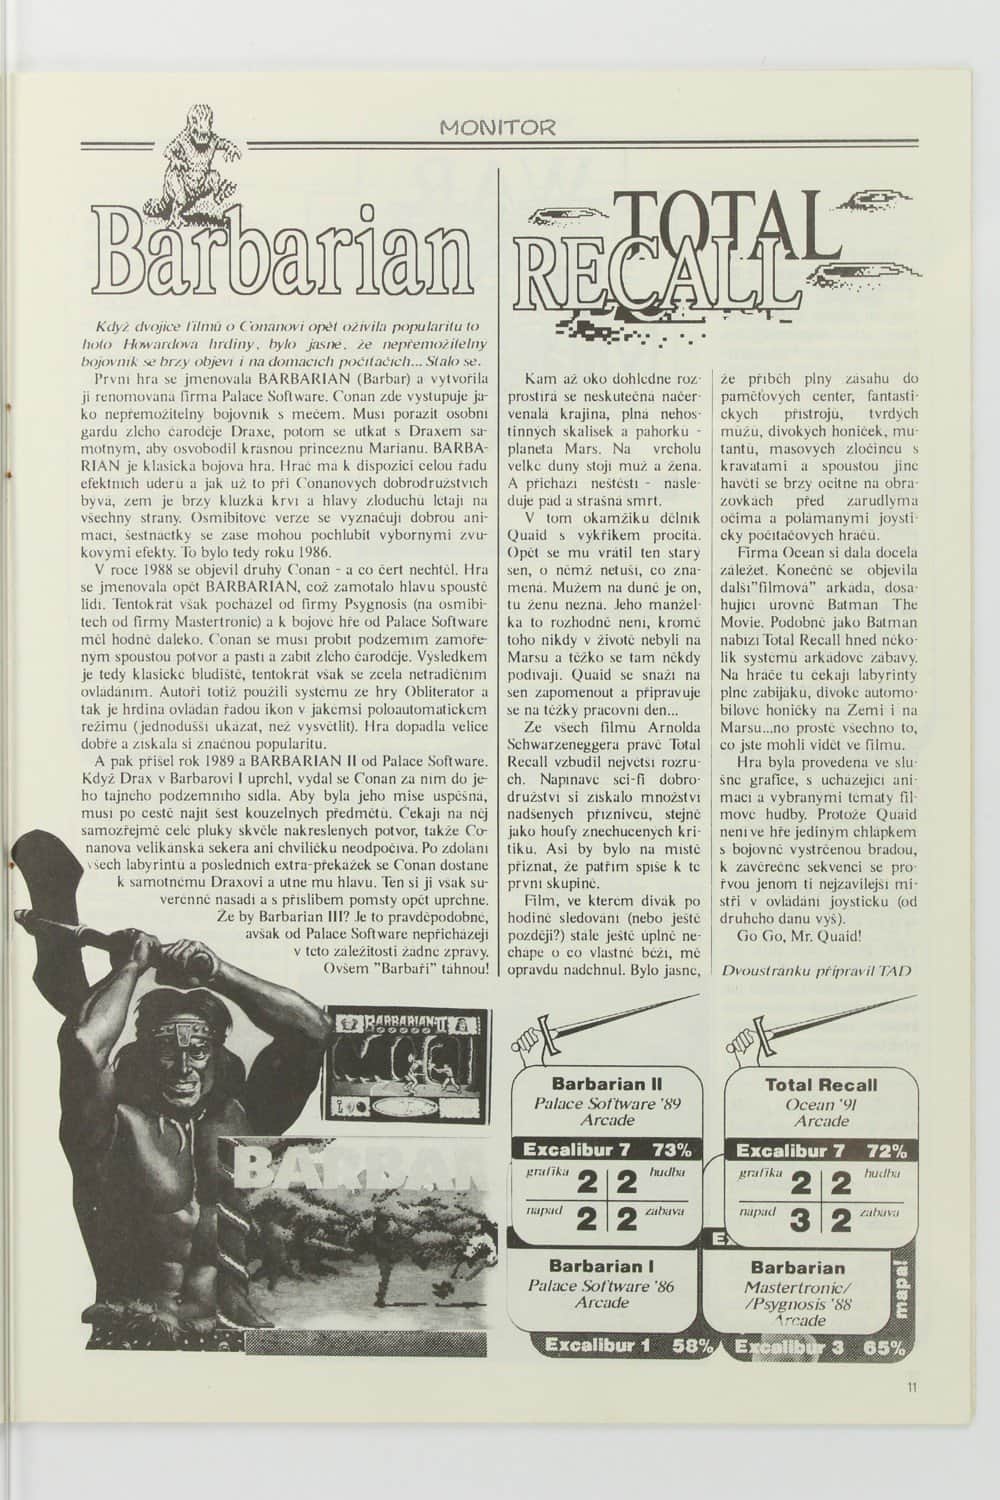 MONITOR
Barbarian
Když dvojice filmů o Conanovi opět oživila popularitu to
hoto Howardova hrdiny, bylo jasné, že nepřemožitelný
bojovník se brzy objeví i na domácích počítačích... Stalo se.
První hra se jmenovala BARBARIAN (Barbar) a vytvořila
ji renomovaná firma Palace Software. Conan zde vystupuje ja-
ko nepřemožitelný bojovník s mečem. Musí porazit osobní
gardu zlého čaroděje Draxe, potom se utkat s Draxem sa-
motným, aby osvobodil krásnou princeznu Marianu. BARBA-
RIAN je klasická bojová hra. Hráč má k dispozici celou řadu
efektních úderů a jak už to při Conanových dobrodružstvích
bývá, zem je brzy kluzká krví a hlavy zloduchů létají na
všechny strany. Osmibitové verze se vyznačují dobrou ani-
mací, šestnáctky se zase mohou pochlubit výbornými zvu-
kovými efekty. To bylo tedy roku 1986.
V roce 1988 se objevil druhý Conan - a co čert nechtěl. Hra
se jmenovala opět BARBARIAN, což zamotalo hlavu spoustě
lidí. Tentokrát však pocházel od firmy Psygnosis (na osmibi-
tech od firmy Mastertronic) a k bojové hře od Palace Software
měl hodně daleko. Conan se musí probít podzemím zamoře-
ným spoustou potvor a pastí a zabít zlého čaroděje. Výsledkem
je tedy klasické bludiště, tentokrát však se zcela netradičním
ovládáním. Autoři totiž použili systému ze hry Obliterator a
tak je hrdina ovládán řadou ikon v jakémsi poloautomatickém
režimu (jednodušší ukázat, než vysvětlit). Hra dopadla velice
dobře a získala si značnou popularitu.
A pak přišel rok 1989 a BARBARIAN II od Palace Software.
Když Drax v Barbarovi I uprchl, vydal se Conan za ním do je-
ho tajného podzemního sídla. Aby byla jeho mise úspěšná,
musí po cestě najít šest kouzelných předmětů. Čekají na něj
samozřejmě celé pluky skvěle nakreslených potvor, takže Co-
nanova velikánská sekera ani chviličku neodpočívá. Po zdolání
všech labyrintů a posledních extra-překážek se Conan dostane
k samotnému Draxovi a utne mu hlavu. Ten si ji však su-
verénně nasadí a s příslibem pomsty opět uprchne.
Že by Barbarian III? Je to pravděpodobné,
avšak od Palace Software nepřicházejí
v této záležitosti žádné zprávy.
Ovšem "Barbaři" táhnou!
TOTAL
RECALL
Kam až oko dohlédne roz-
prostírá se neskutečná načer-
venalá krajina, plná nehos-
tinných skalisek a pahorků -
planeta Mars. Na vrcholu
velké duny stojí muž a žena.
A přichází neštěstí - násle-
duje pád a strašná smrt.
V tom okamžiku dělník
Quaid s výkřikem procitá.
Opět se mu vrátil ten starý
sen, o němž netuší, co zna-
mená. Mužem na duně je on,
tu ženu nezná. Jeho manžel-
ka to rozhodně není, kromě
toho nikdy v životě nebyli na
Marsu a těžko se tam někdy
podívají. Quaid se snaží na
sen zapomenout a připravuje
se na těžký pracovní den...
Ze všech filmů Arnolda
Schwarzeneggera právě Total
Recall vzbudil největší rozru-
ch. Napínavé sci-fi dobro-
družství si získalo množství
nadšených příznivců, stejně
jako houfy znechucených kri-
tiků. Asi by bylo na místě
přiznat, že patřím spíše k té
první skupině.
Film, ve kterém divák po
hodině sledování (nebo ještě
později?) stále ještě úplně ne-
chápe o co vlastně běží, mě
opravdu nadchnul. Bylo jasné,
že příběh plný zásahů do
paměťových center, fantasti-
ckých přístrojů, tvrdých
mužů, divokých honiček, mu-
tantů, masových zločinců s
kravatami a spoustou jiné
havěti se brzy ocitne na obra-
zovkách před zarudlýma
očima a polámanými joysti-
cky počítačových hráčů.
Firma Ocean si dala docela
záležet. Konečně se objevila
další"filmová" arkáda, dosa-
hující úrovně Batman The
Movie. Podobně jako Batman
nabízí Total Recall hned něko-
lik systémů arkádové zábavy.
Na hráče tu čekají labyrinty
plné zabijáků, divoké automo-
bilové honičky na Zemi i na
Marsu...no prostě všechno to,
co jste mohli vidět ve filmu.
Hra byla provedena ve slu-
šné grafice, s ucházející ani-
mací a vybranými tématy fil-
mové hudby. Protože Quaid
není ve hře jediným chlápkem
s bojovně vystrčenou bradou,
k závěrečné sekvenci se pro-
řvou jenom ti nejzavilejší mi-
stři v ovládání joysticku (od
druhého danu výš).
Go Go, Mr. Quaid!
Dvoustránku připravil TAD
BARBARIAN II
BARBAR
Barbarian II
Palace Software '89
Arcade
Excalibur 7 73%
grafika 2 2 hudba
nápad 2 2 zábava
Barbarian I
Palace Software '86
Arcade
Excalibur 1 58%
Total Recall
Ocean '91
Arcade
Excalibur 7 72%
grafika 2 2 hudba
nápad 3 2 zábava
Ex
Barbarian
Mastertronic/
/Psygnosis '88
Arcade
mapa!
Excalibur 3 65%
11